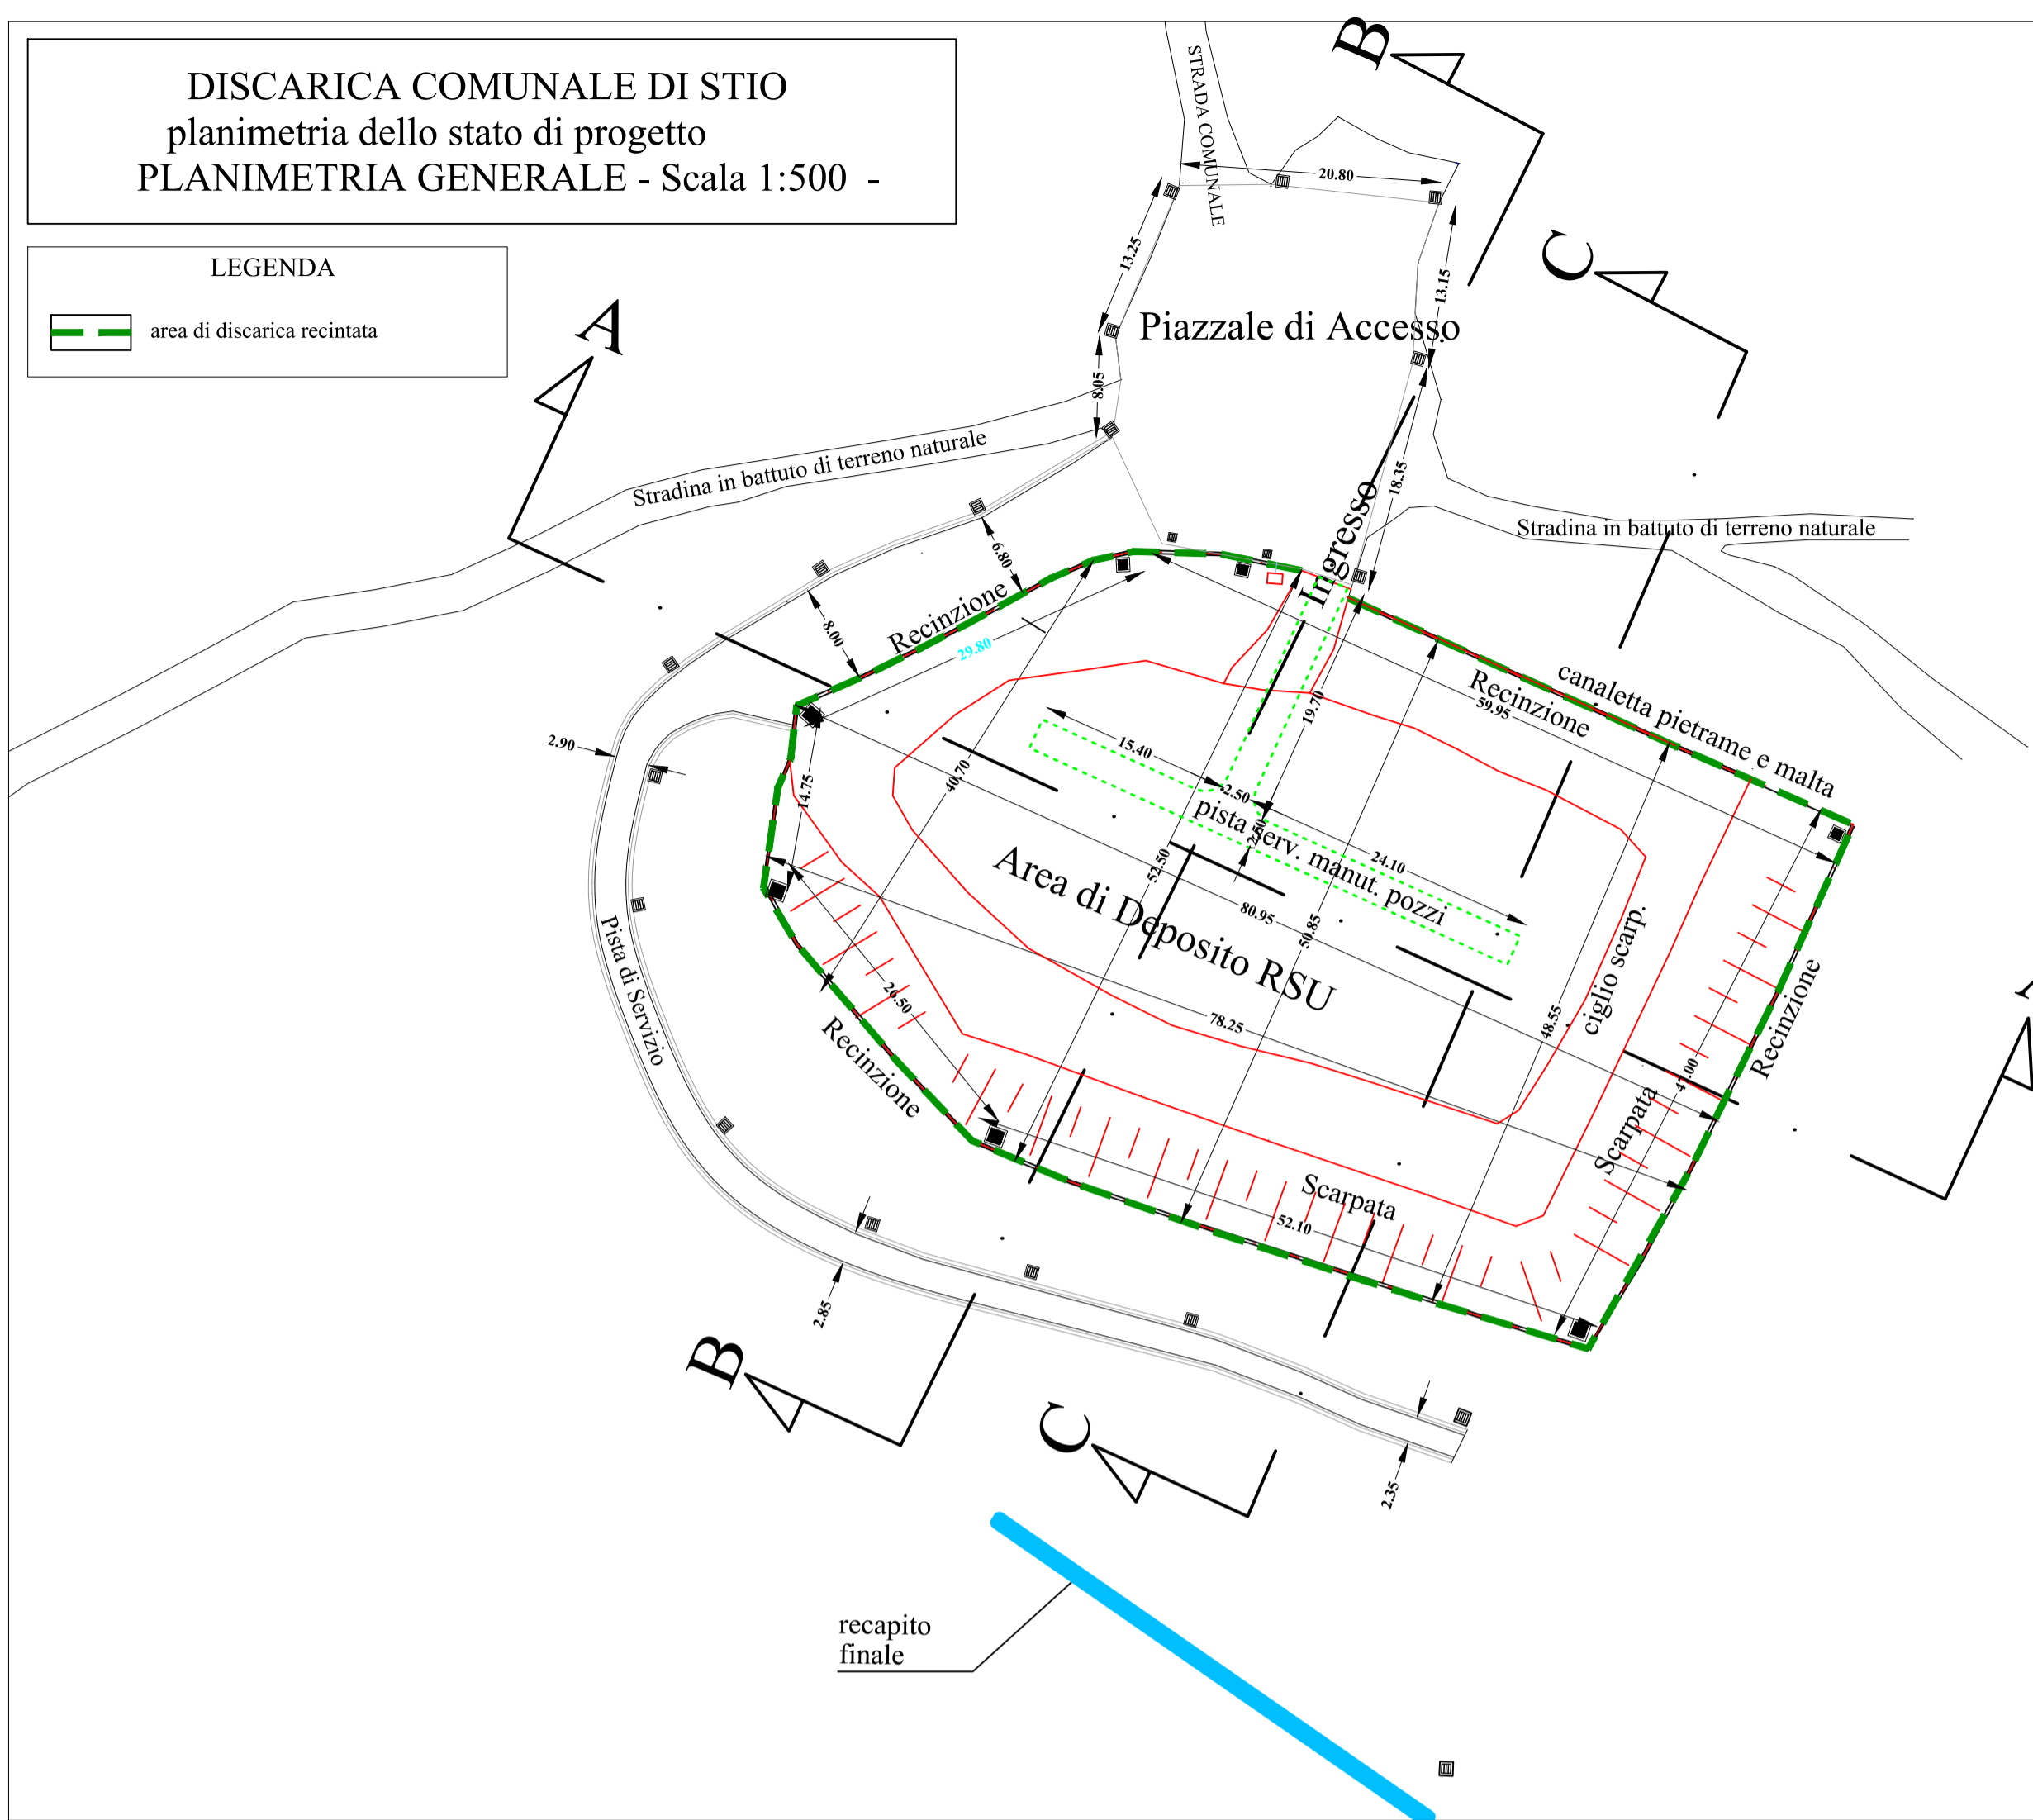 DISCARICA COMUNALE DI STIO
planimetria dello stato di progetto
PLANIMETRIA GENERALE - Scala 1:500 -
LEGENDA
area di discarica recintata
STRADA COMUNALE
B
20.80
13.25
13.15
C
A
Piazzale di Accesso
8.05
18.35
Stradina in battuto di terreno naturale
Ingresso
Stradina in battuto di terreno naturale
6.80
8.00
Recinzione
29.80
canaletta pietrame e malta
Recinzione
59.95
19.70
2.90
15.40
14.75
40.70
2.50
2.50
pista serv. manut. pozzi
24.10
52.50
Area di Deposito RSU
80.95
50.85
ciglio scarp.
Pista di Servizio
26.50
78.25
48.55
Recinzione
Recinzione
Scarpata
Scarpata
52.10
2.85
B
C
2.35
recapito
finale